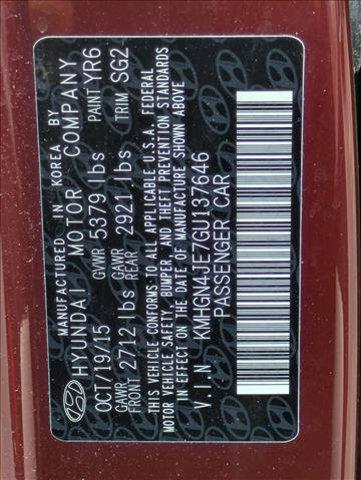 MANUFACTURED IN KOREA BY
HYUNDAI MOTOR COMPANY
OCT/19/15 GVWR 5379 lbs PAINT YR6
GAWR FRONT 2712 lbs GAWR REAR 2921 lbs TRIM SG2
THIS VEHICLE CONFORMS TO ALL APPLICABLE U.S.A. FEDERAL
MOTOR VEHICLE SAFETY, BUMPER, AND THEFT PREVENTION STANDARDS
IN EFFECT ON THE DATE OF MANUFACTURE SHOWN ABOVE
V.I.N KMHGN4JE7GU137646
PASSENGER CAR